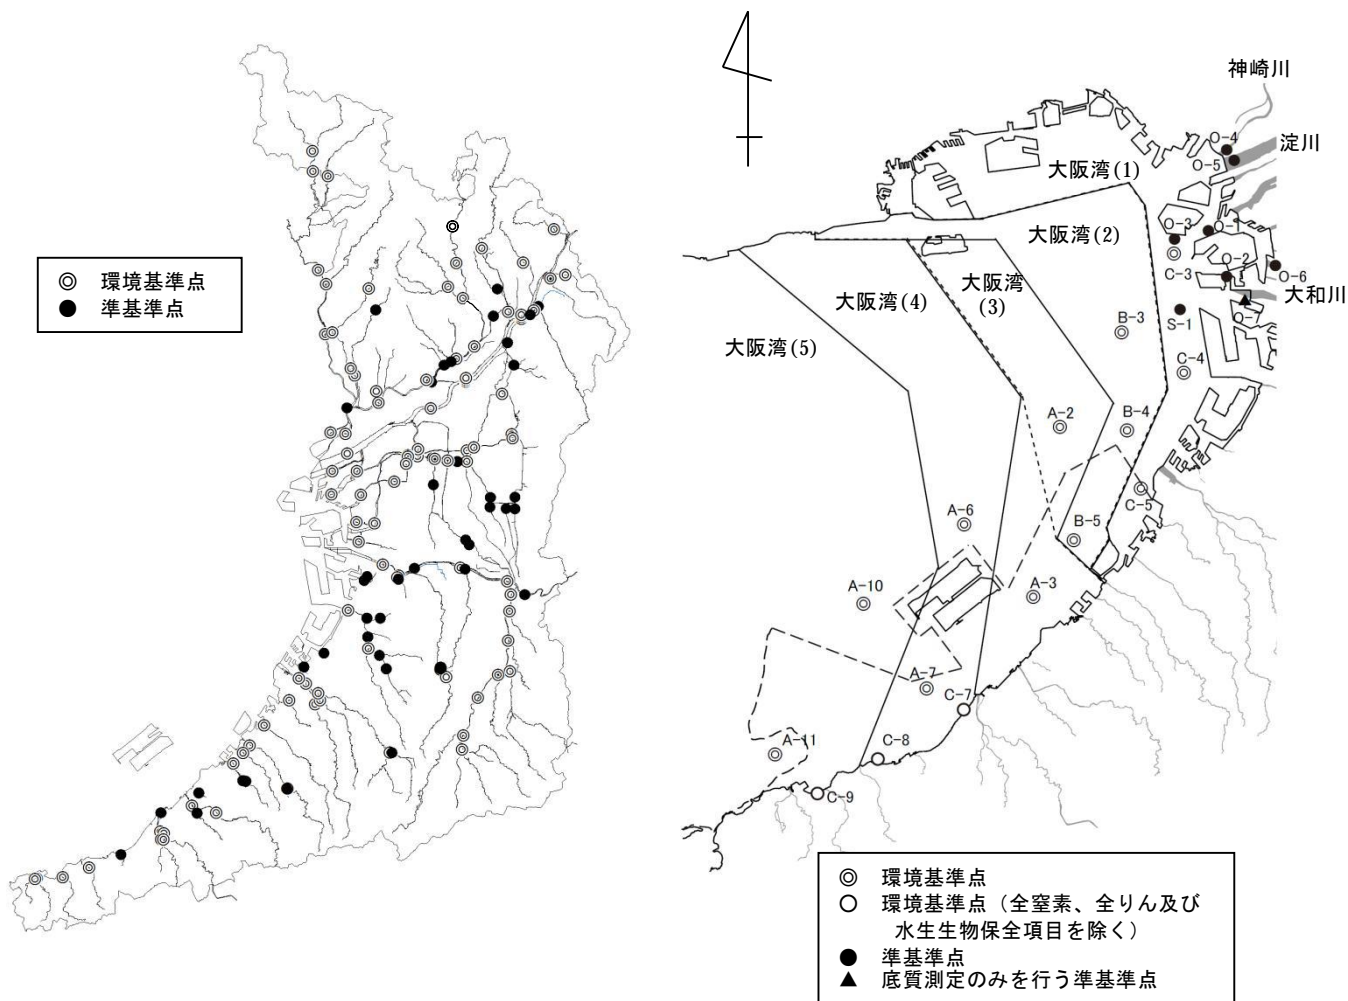 ◎ 環境基準点
● 準基準点
神崎川
O-4
淀川
O-5
大阪湾(1)
O-3
O-1
大阪湾(2)
C-3
O-2
O-6
大和川
O-7
大阪湾(4)
大阪湾
(3)
B-3
S-1
大阪湾(5)
C-4
A-2
B-4
C-5
A-6
B-5
A-10
A-3
A-7
C-7
A-11
C-8
C-9
◎ 環境基準点
○ 環境基準点（全窒素、全りん及び
水生生物保全項目を除く）
● 準基準点
▲ 底質測定のみを行う準基準点